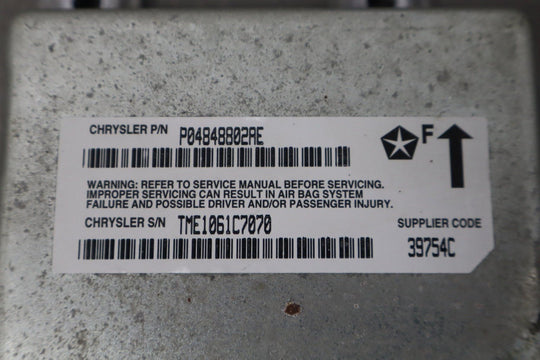 CHRYSLER P/N P04848802AE
F
WARNING: REFER TO SERVICE MANUAL BEFORE SERVICING.
IMPROPER SERVICING CAN RESULT IN AIR BAG SYSTEM
FAILURE AND POSSIBLE DRIVER AND/OR PASSENGER INJURY.
CHRYSLER S/N TME1061C7070
SUPPLIER CODE
39754C